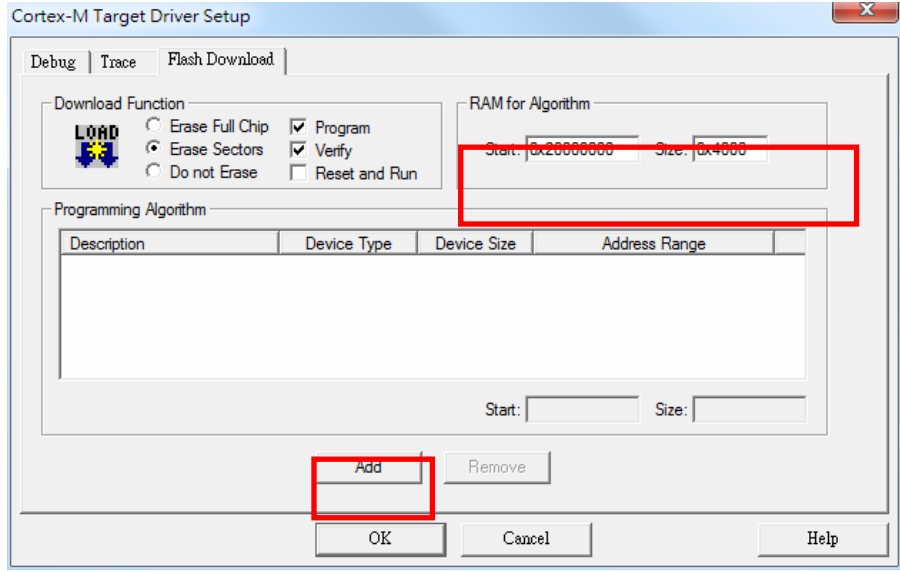 Cortex-M Target Driver Setup
Debug Trace Flash Download
Download Function
LOAD
Erase Full Chip Program
Erase Sectors Verify
Do not Erase Reset and Run
RAM for Algorithm
Start: 0x20000000 Size: 0x4000
Programming Algorithm
Description Device Type Device Size Address Range
Start: Size:
Add Remove
OK Cancel Help